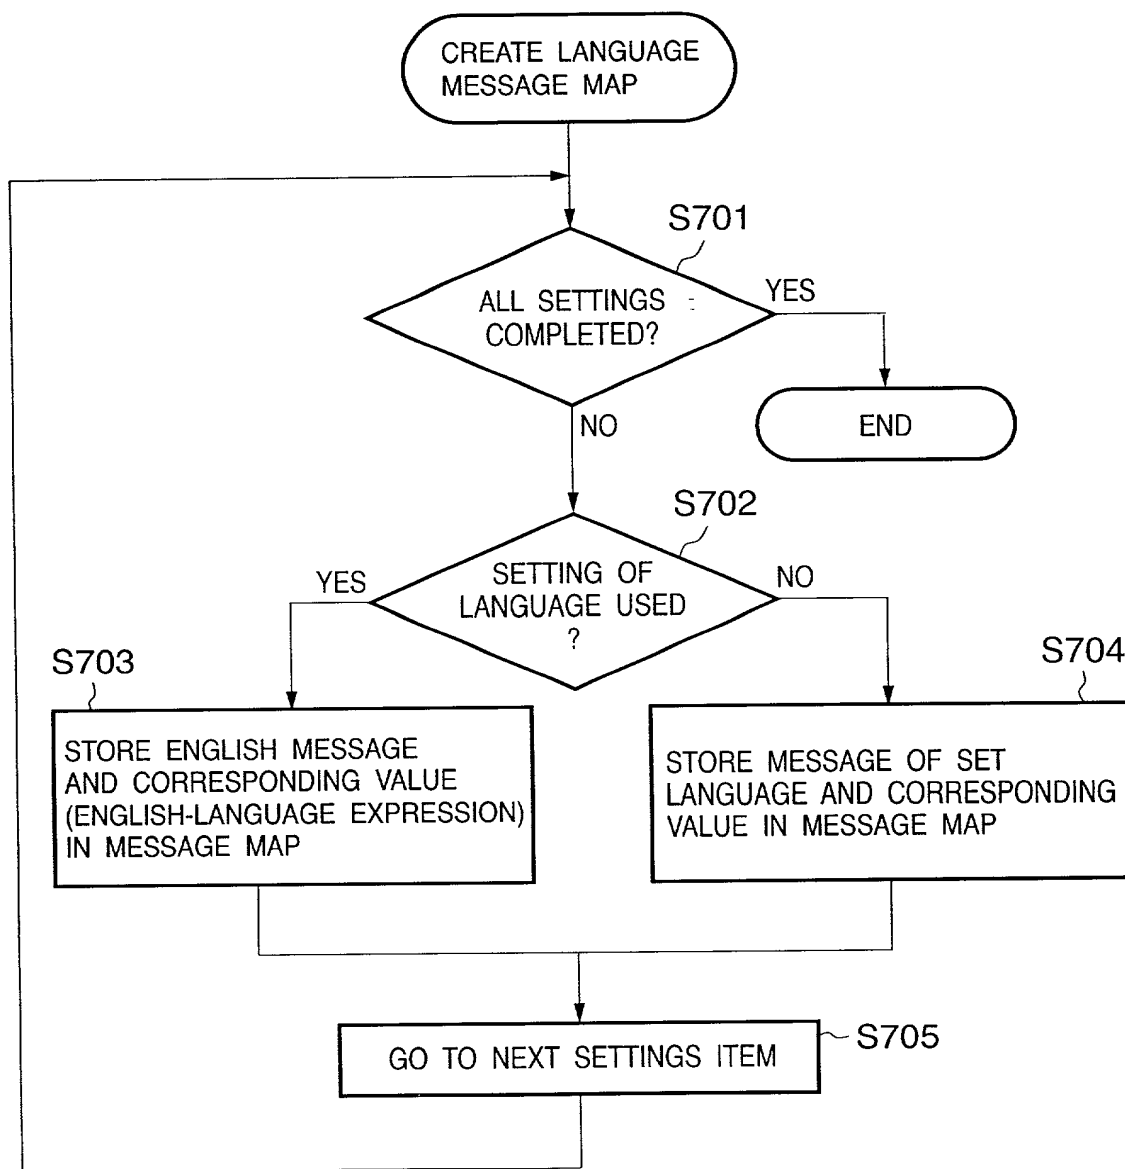 CREATE LANGUAGE
MESSAGE MAP
S701
ALL SETTINGS
COMPLETED?
YES
END
NO
S702
SETTING OF
LANGUAGE USED
?
YES
NO
S703
STORE ENGLISH MESSAGE
AND CORRESPONDING VALUE
(ENGLISH-LANGUAGE EXPRESSION)
IN MESSAGE MAP
S704
STORE MESSAGE OF SET
LANGUAGE AND CORRESPONDING
VALUE IN MESSAGE MAP
GO TO NEXT SETTINGS ITEM
S705